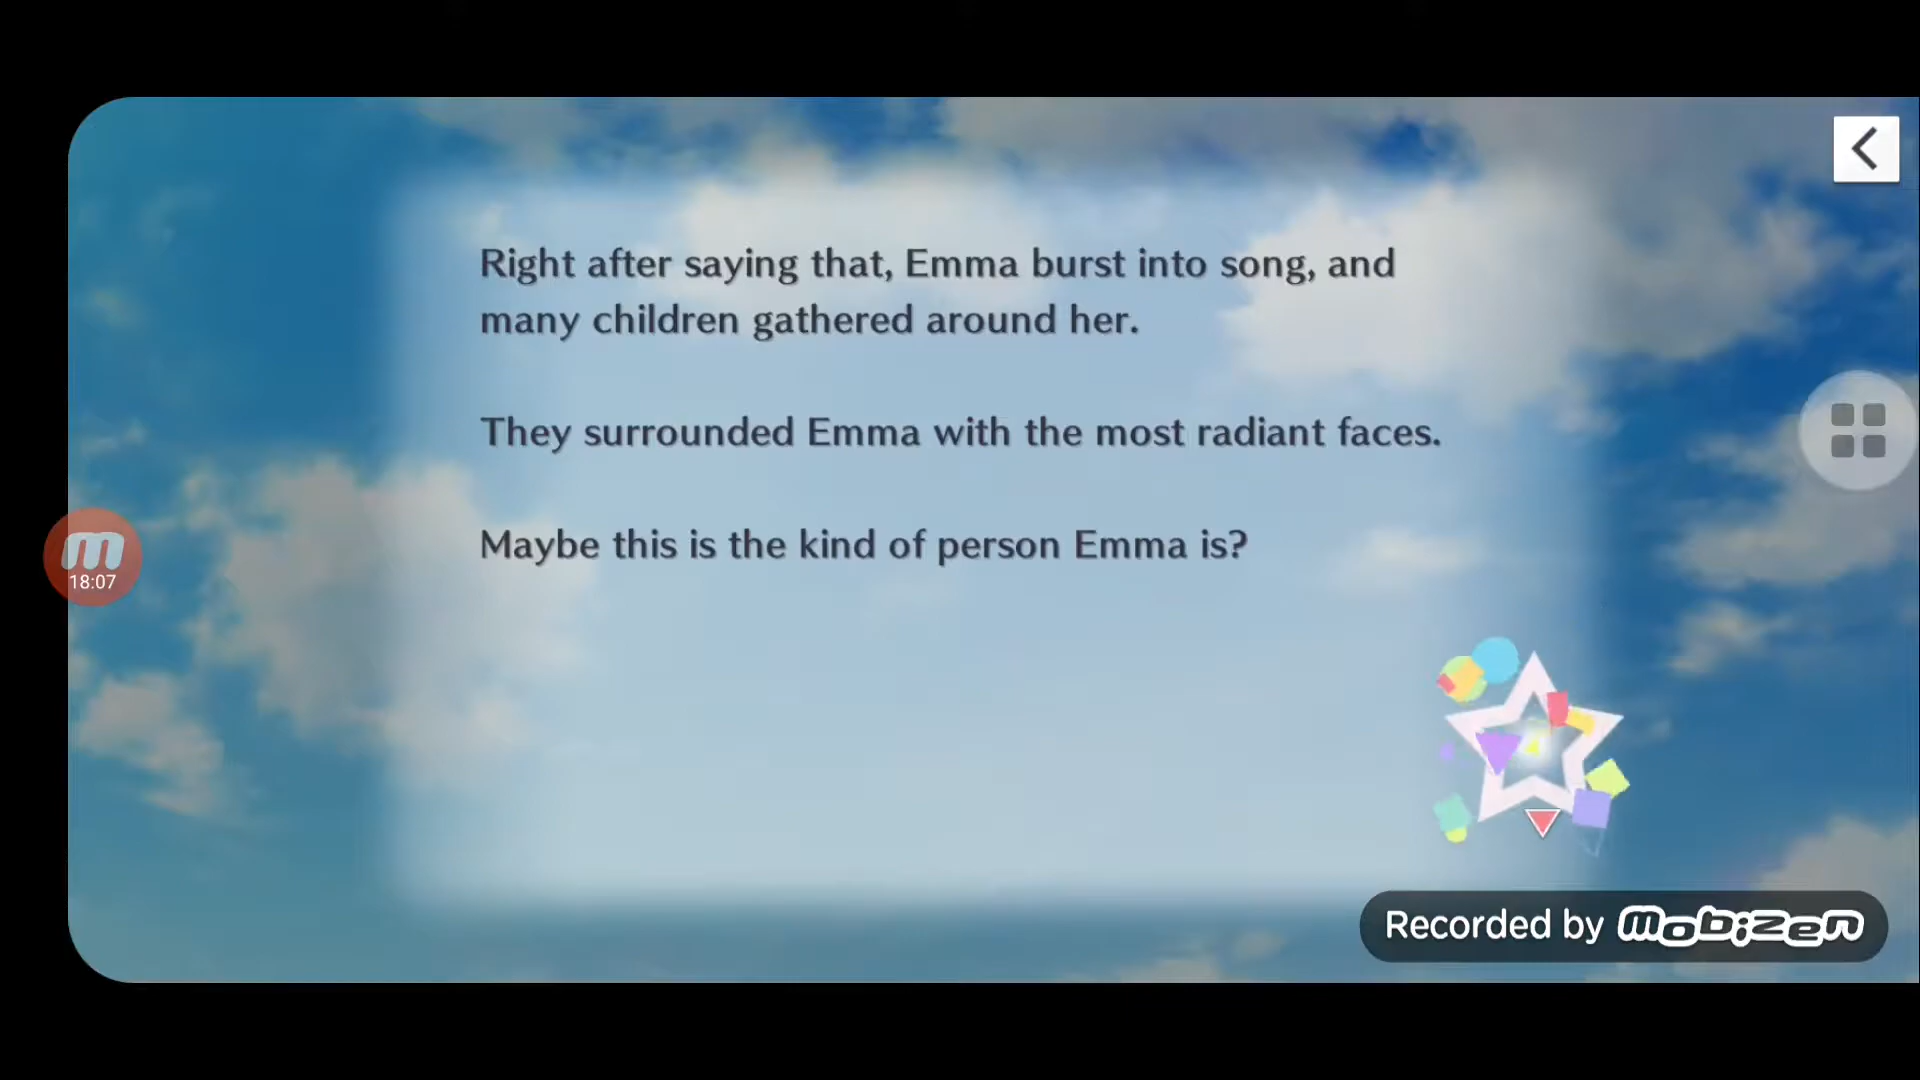 Right after saying that, Emma burst into song, and
many children gathered around her.
They surrounded Emma with the most radiant faces.
Maybe this is the kind of person Emma is?
18:07
Recorded by mobizen